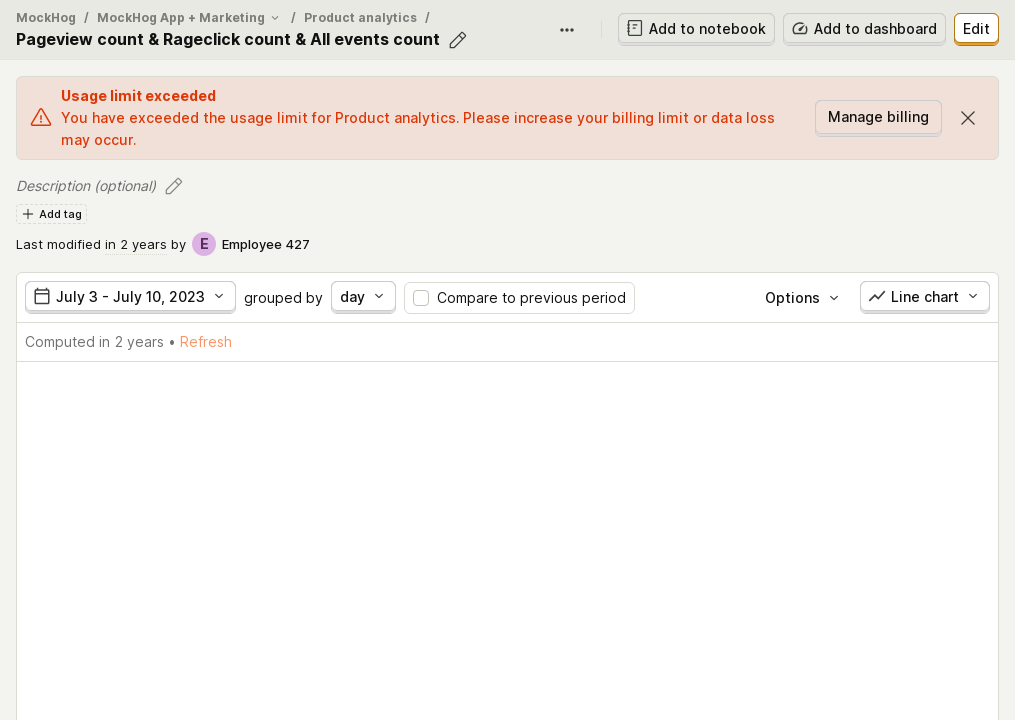 MockHog / MockHog App + Marketing / Product analytics /
Pageview count & Rageclick count & All events count
Add to notebook
Add to dashboard
Edit
Usage limit exceeded
You have exceeded the usage limit for Product analytics. Please increase your billing limit or data loss
may occur.
Manage billing
Description (optional)
Add tag
Last modified in 2 years by E Employee 427
July 3 - July 10, 2023 grouped by day Compare to previous period Options Line chart
Computed in 2 years • Refresh